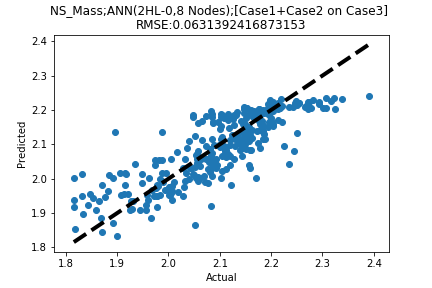 NS_Mass;ANN(2HL-0,8 Nodes);[Case1+Case2 on Case3]
RMSE:0.0631392416873153
2.4
2.3
2.2
2.1
2.0
1.9
1.8
Predicted
1.8 1.9 2.0 2.1 2.2 2.3 2.4
Actual